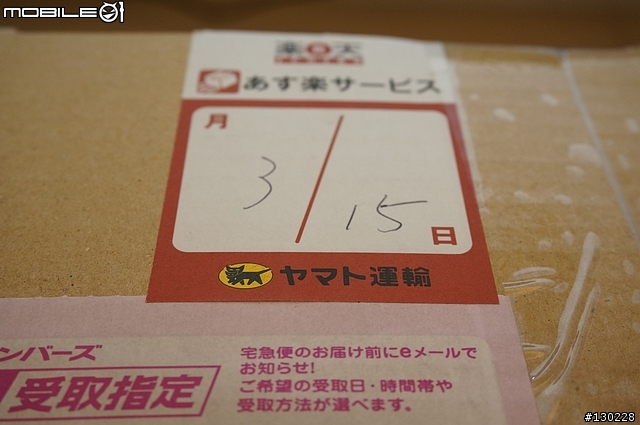 MOBILE01
楽天
あす楽サービス
月
3/15
日
ヤマト運輸
ンバーズ
受取指定
宅急便のお届け前にeメールで
お知らせ!
ご希望の受取日・時間帯や
受取方法が選べます。
#130228